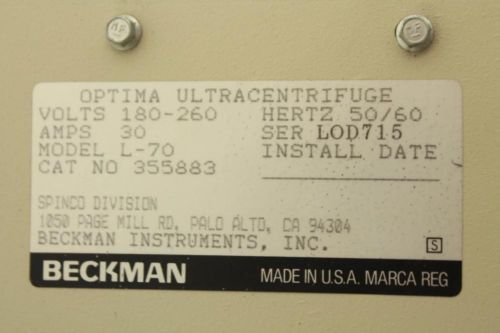 OPTIMA ULTRACENTRIFUGE
VOLTS 180-260 HERTZ 50/60
AMPS 30 SER LOD715
MODEL L-70 INSTALL DATE
CAT NO 355883
SPINCO DIVISION
1050 PAGE MILL RD, PALO ALTO, CA 94304
BECKMAN INSTRUMENTS, INC. S
BECKMAN MADE IN U.S.A. MARCA REG